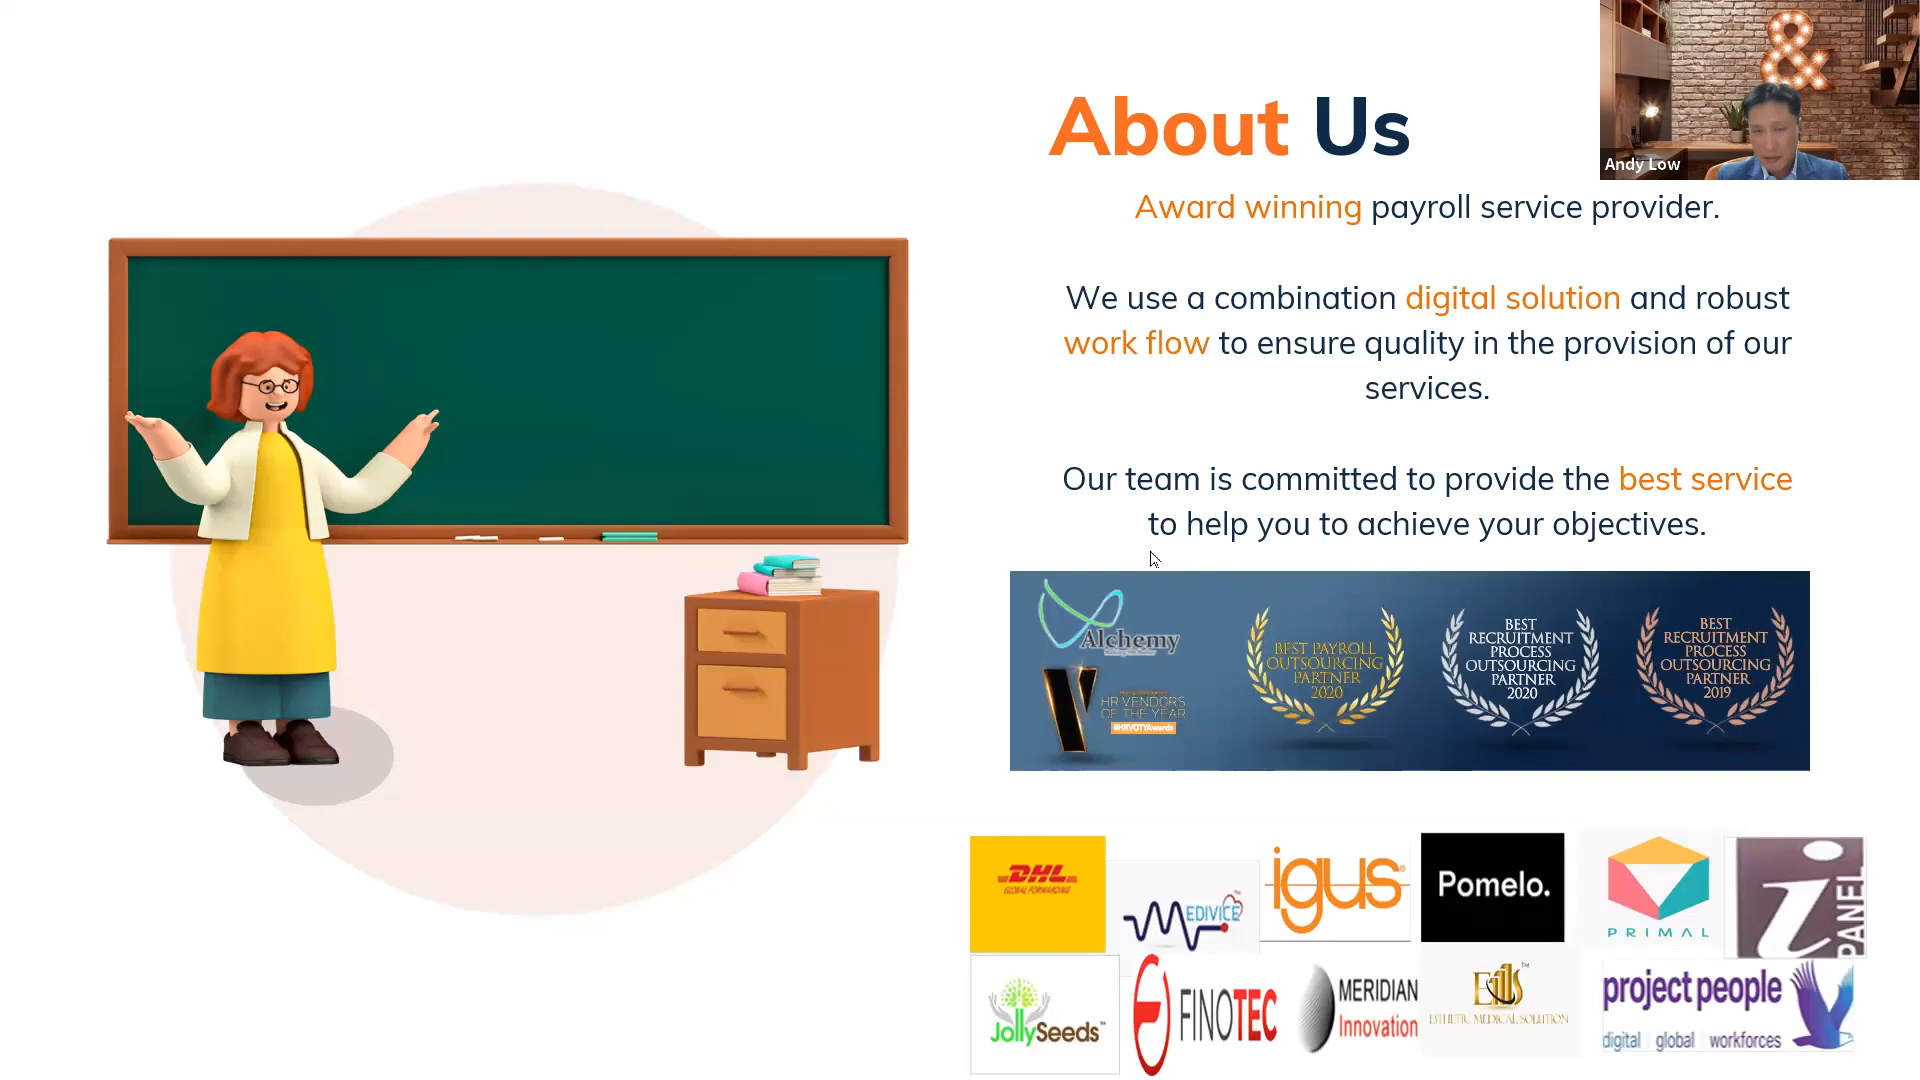 About Us
&
Andy Low
Award winning payroll service provider.
We use a combination digital solution and robust
work flow to ensure quality in the provision of our
services.
Our team is committed to provide the best service
to help you to achieve your objectives.
Alchemy
HR VENDORS
OF THE YEAR
#HRVOTYAwards
BEST PAYROLL
OUTSOURCING
PARTNER
2020
BEST
RECRUITMENT
PROCESS
OUTSOURCING
PARTNER
2020
BEST
RECRUITMENT
PROCESS
OUTSOURCING
PARTNER
2019
DHL
GLOBAL FORWARDING
MEDIVICE™
igus®
Pomelo.
PRIMAL
i PANEL
JollySeeds™
FINOTEC
MERIDIAN
Innovation
™
ESTHETIC MEDICAL SOLUTION
project people
digital | global | workforces